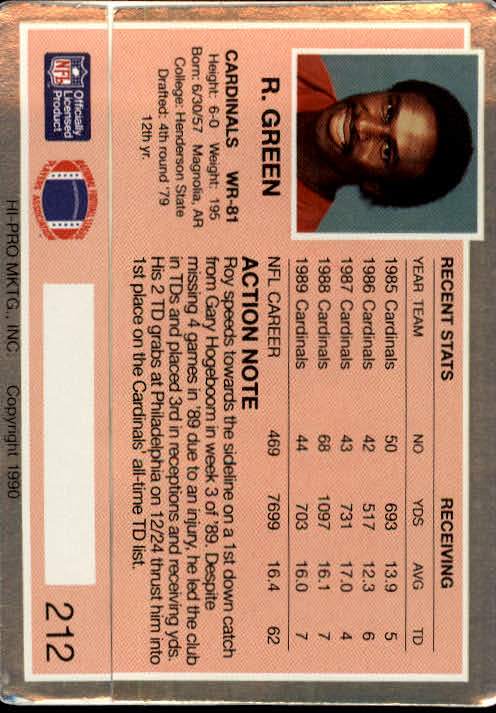 R. GREEN
CARDINALS WR-81
Height: 6-0 Weight: 195
Born: 6/30/57 Magnolia, AR
College: Henderson State
Drafted: 4th round '79
12th yr.
NFL
Officially
Licensed
Product
RECENT STATS RECEIVING
YEAR TEAM NO YDS AVG TD
1985 Cardinals 50 693 13.9 5
1986 Cardinals 42 517 12.3 6
1987 Cardinals 43 731 17.0 4
1988 Cardinals 68 1097 16.1 7
1989 Cardinals 44 703 16.0 7
NFL CAREER 469 7699 16.4 62
ACTION NOTE
Roy speeds towards the sideline on a 1st down catch
from Gary Hogeboom in week 3 of '89. Despite
missing 4 games in '89 due to an injury, he led the club
in TDs and placed 3rd in receptions and receiving yds.
His 2 TD grabs at Philadelphia on 12/24 thrust him into
1st place on the Cardinals' all-time TD list.
212
HI-PRO MKTG., INC. Copyright 1990